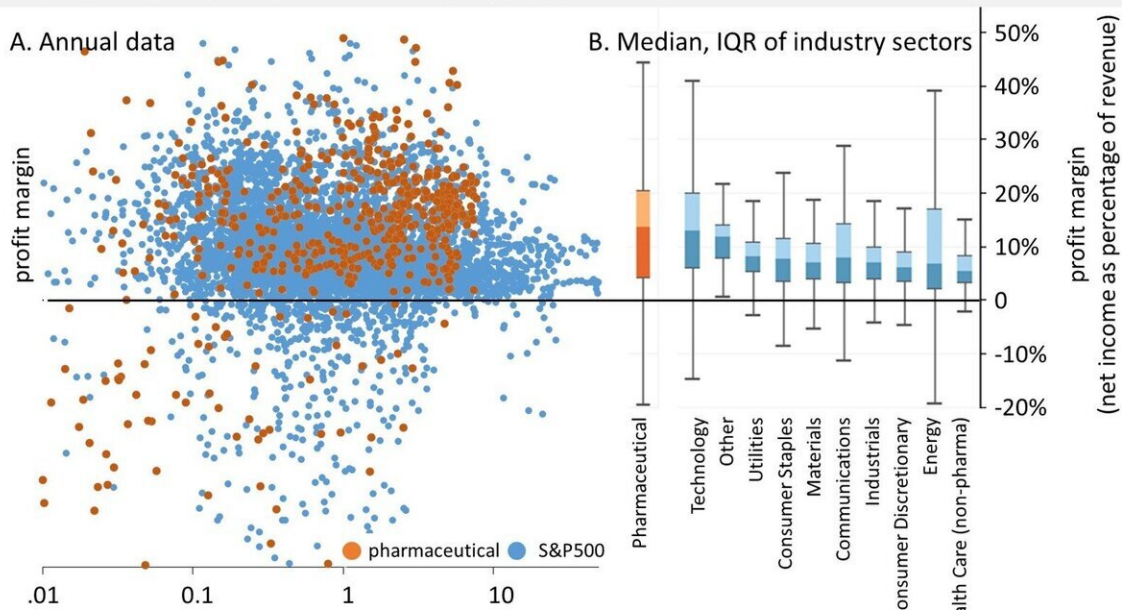 A. Annual data
B. Median, IQR of industry sectors
profit margin
pharmaceutical
S&P500
.01
0.1
1
10
50%
40%
30%
20%
10%
0
-10%
-20%
profit margin
(net income as percentage of revenue)
Pharmaceutical
Technology
Other
Utilities
Consumer Staples
Materials
Communications
Industrials
onsumer Discretionary
Energy
alth Care (non-pharma)